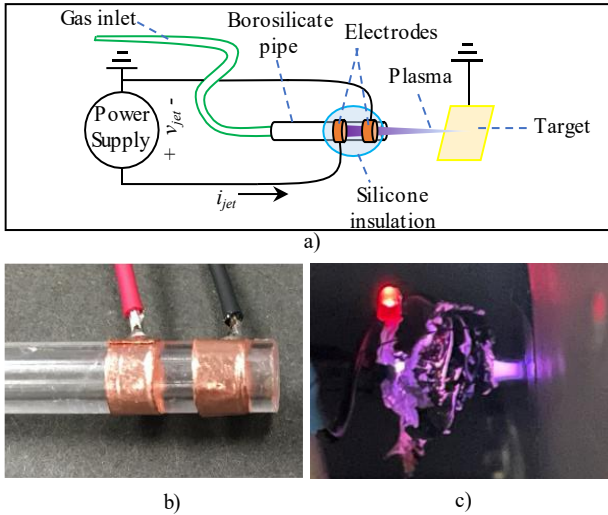 Gas inlet
Borosilicate
pipe
Electrodes
Plasma
Power
Supply
+ v_jet -
Target
i_jet
Silicone
insulation
a)
b)
c)